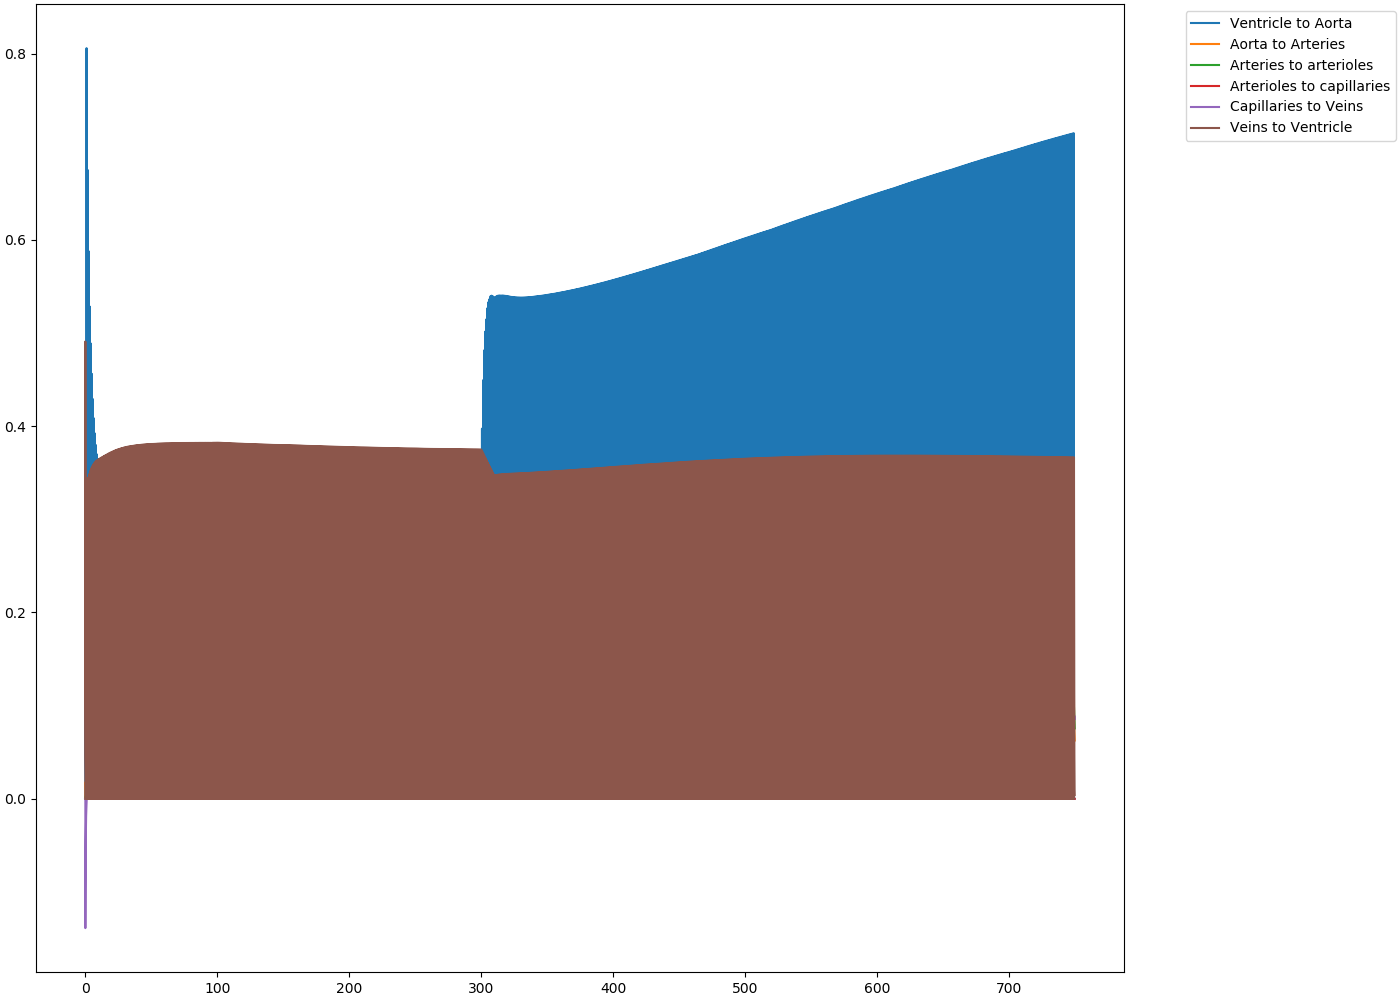 Ventricle to Aorta
Aorta to Arteries
Arteries to arterioles
Arterioles to capillaries
Capillaries to Veins
Veins to Ventricle
0.8
0.6
0.4
0.2
0.0
0 100 200 300 400 500 600 700